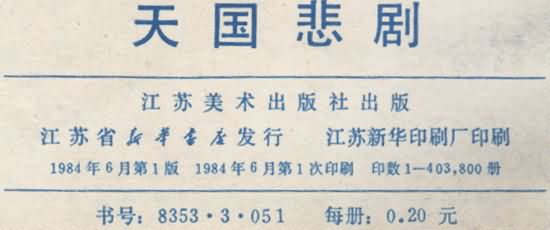 天国悲剧
江苏美术出版社出版
江苏省新华书店发行 江苏新华印刷厂印刷
1984年6月第1版 1984年6月第1次印刷 印数1—403,800册
书号：8353·3·051 每册：0.20元